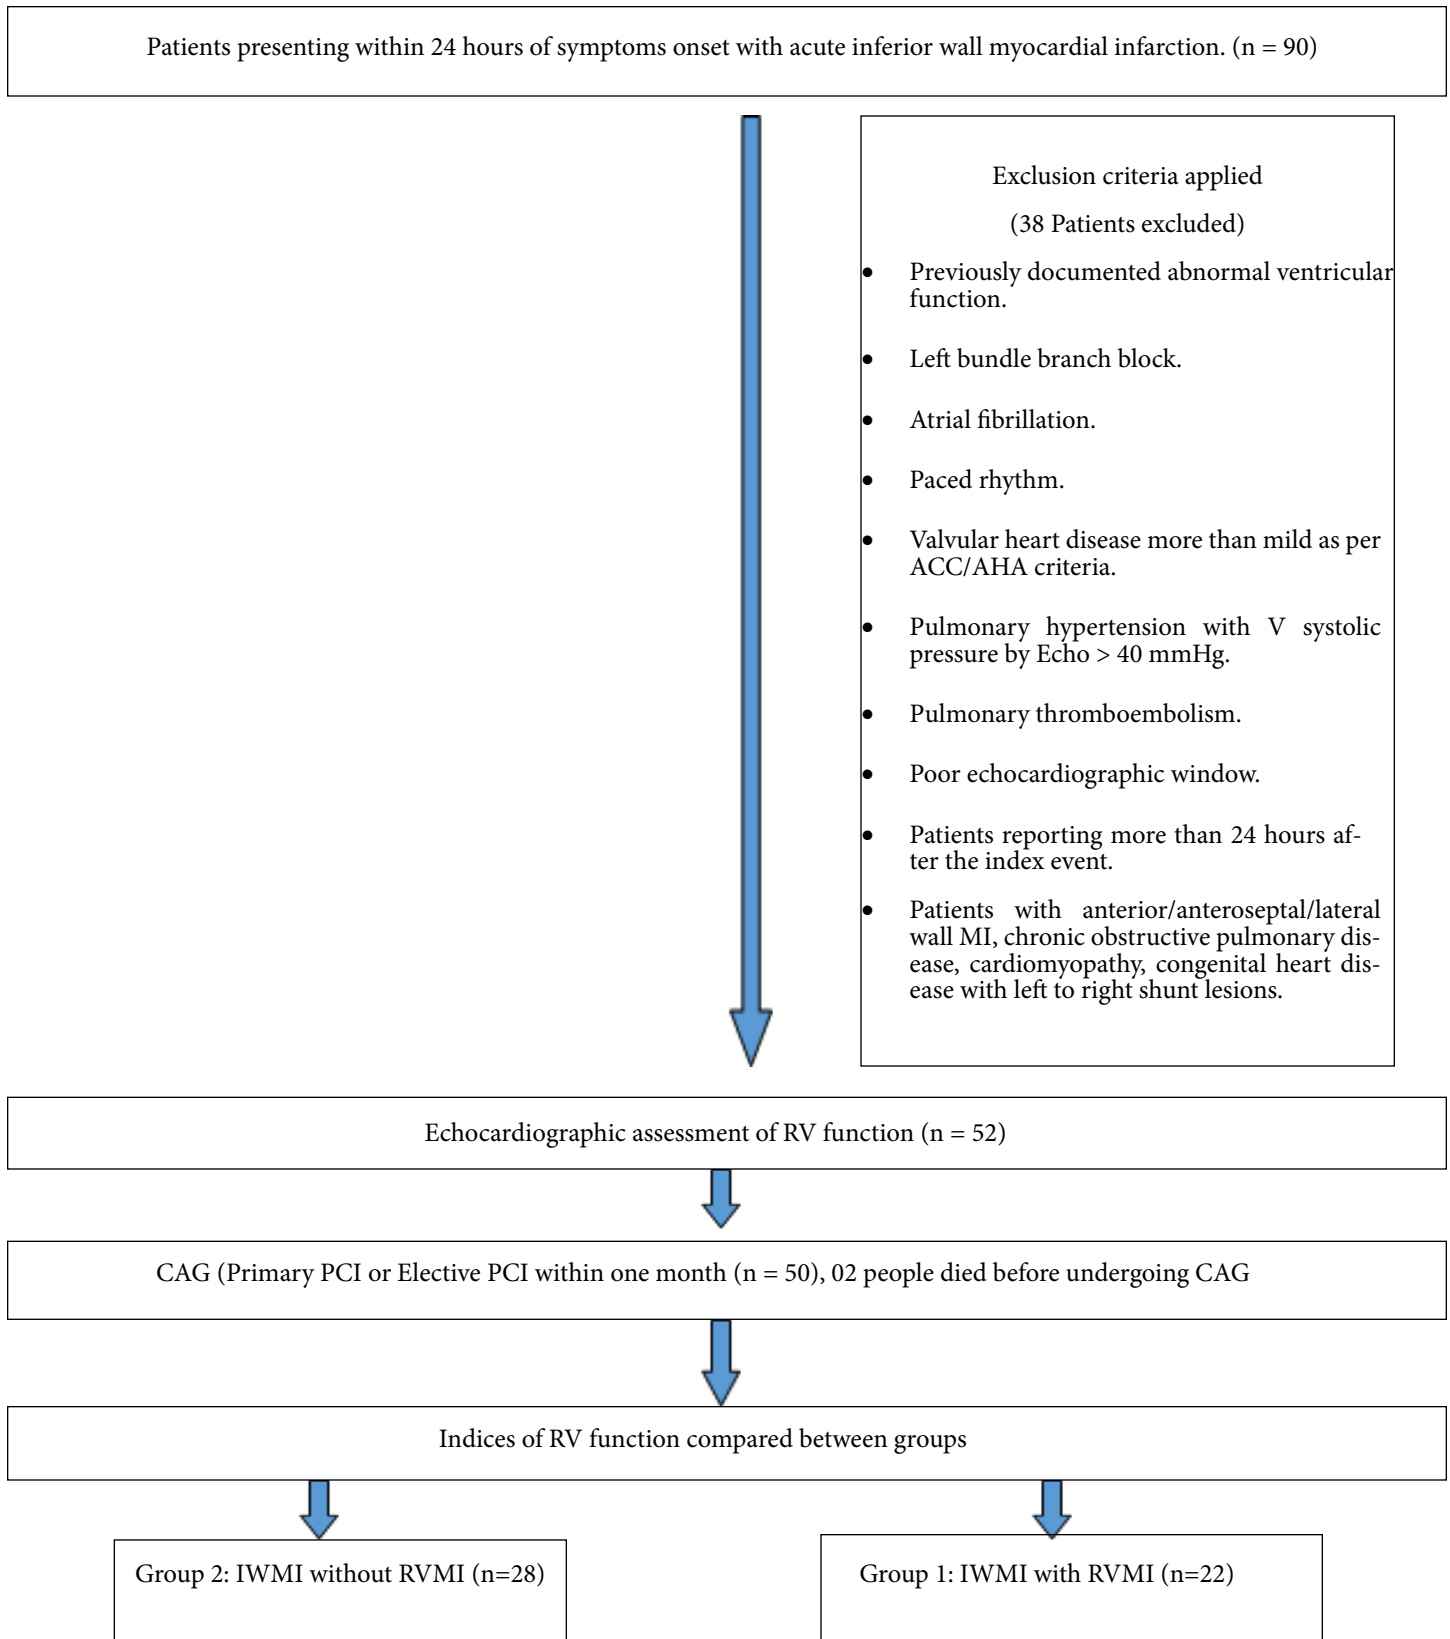 Patients presenting within 24 hours of symptoms onset with acute inferior wall myocardial infarction. (n = 90)
Exclusion criteria applied
(38 Patients excluded)
• Previously documented abnormal ventricular
function.
• Left bundle branch block.
• Atrial fibrillation.
• Paced rhythm.
• Valvular heart disease more than mild as per
ACC/AHA criteria.
• Pulmonary hypertension with V systolic
pressure by Echo > 40 mmHg.
• Pulmonary thromboembolism.
• Poor echocardiographic window.
• Patients reporting more than 24 hours af-
ter the index event.
• Patients with anterior/anteroseptal/lateral
wall MI, chronic obstructive pulmonary dis-
ease, cardiomyopathy, congenital heart dis-
ease with left to right shunt lesions.
Echocardiographic assessment of RV function (n = 52)
CAG (Primary PCI or Elective PCI within one month (n = 50), 02 people died before undergoing CAG
Indices of RV function compared between groups
Group 2: IWMI without RVMI (n=28)
Group 1: IWMI with RVMI (n=22)